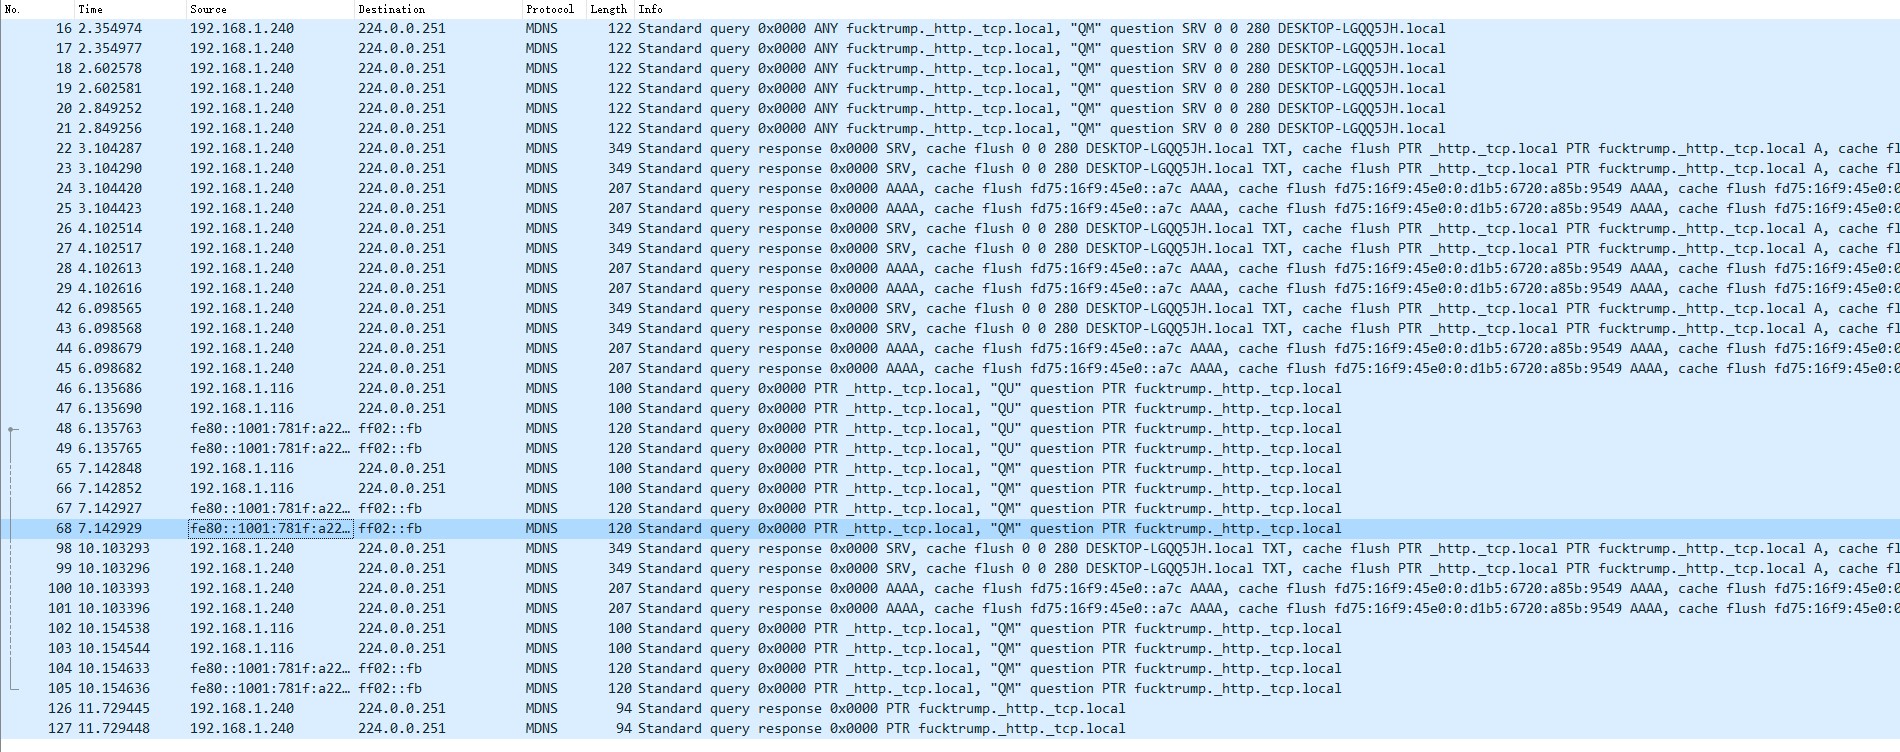 No. Time Source Destination Protocol Length Info
16 2.354974 192.168.1.240 224.0.0.251 MDNS 122 Standard query 0x0000 ANY fucktrump._http._tcp.local, "QM" question SRV 0 0 280 DESKTOP-LGQQ5JH.local
17 2.354977 192.168.1.240 224.0.0.251 MDNS 122 Standard query 0x0000 ANY fucktrump._http._tcp.local, "QM" question SRV 0 0 280 DESKTOP-LGQQ5JH.local
18 2.602578 192.168.1.240 224.0.0.251 MDNS 122 Standard query 0x0000 ANY fucktrump._http._tcp.local, "QM" question SRV 0 0 280 DESKTOP-LGQQ5JH.local
19 2.602581 192.168.1.240 224.0.0.251 MDNS 122 Standard query 0x0000 ANY fucktrump._http._tcp.local, "QM" question SRV 0 0 280 DESKTOP-LGQQ5JH.local
20 2.849252 192.168.1.240 224.0.0.251 MDNS 122 Standard query 0x0000 ANY fucktrump._http._tcp.local, "QM" question SRV 0 0 280 DESKTOP-LGQQ5JH.local
21 2.849256 192.168.1.240 224.0.0.251 MDNS 122 Standard query 0x0000 ANY fucktrump._http._tcp.local, "QM" question SRV 0 0 280 DESKTOP-LGQQ5JH.local
22 3.104287 192.168.1.240 224.0.0.251 MDNS 349 Standard query response 0x0000 SRV, cache flush 0 0 280 DESKTOP-LGQQ5JH.local TXT, cache flush PTR _http._tcp.local PTR fucktrump._http._tcp.local A, cache fl
23 3.104290 192.168.1.240 224.0.0.251 MDNS 349 Standard query response 0x0000 SRV, cache flush 0 0 280 DESKTOP-LGQQ5JH.local TXT, cache flush PTR _http._tcp.local PTR fucktrump._http._tcp.local A, cache fl
24 3.104420 192.168.1.240 224.0.0.251 MDNS 207 Standard query response 0x0000 AAAA, cache flush fd75:16f9:45e0::a7c AAAA, cache flush fd75:16f9:45e0:0:d1b5:6720:a85b:9549 AAAA, cache flush fd75:16f9:45e0:0
25 3.104423 192.168.1.240 224.0.0.251 MDNS 207 Standard query response 0x0000 AAAA, cache flush fd75:16f9:45e0::a7c AAAA, cache flush fd75:16f9:45e0:0:d1b5:6720:a85b:9549 AAAA, cache flush fd75:16f9:45e0:0
26 4.102514 192.168.1.240 224.0.0.251 MDNS 349 Standard query response 0x0000 SRV, cache flush 0 0 280 DESKTOP-LGQQ5JH.local TXT, cache flush PTR _http._tcp.local PTR fucktrump._http._tcp.local A, cache fl
27 4.102517 192.168.1.240 224.0.0.251 MDNS 349 Standard query response 0x0000 SRV, cache flush 0 0 280 DESKTOP-LGQQ5JH.local TXT, cache flush PTR _http._tcp.local PTR fucktrump._http._tcp.local A, cache fl
28 4.102613 192.168.1.240 224.0.0.251 MDNS 207 Standard query response 0x0000 AAAA, cache flush fd75:16f9:45e0::a7c AAAA, cache flush fd75:16f9:45e0:0:d1b5:6720:a85b:9549 AAAA, cache flush fd75:16f9:45e0:0
29 4.102616 192.168.1.240 224.0.0.251 MDNS 207 Standard query response 0x0000 AAAA, cache flush fd75:16f9:45e0::a7c AAAA, cache flush fd75:16f9:45e0:0:d1b5:6720:a85b:9549 AAAA, cache flush fd75:16f9:45e0:0
42 6.098565 192.168.1.240 224.0.0.251 MDNS 349 Standard query response 0x0000 SRV, cache flush 0 0 280 DESKTOP-LGQQ5JH.local TXT, cache flush PTR _http._tcp.local PTR fucktrump._http._tcp.local A, cache fl
43 6.098568 192.168.1.240 224.0.0.251 MDNS 349 Standard query response 0x0000 SRV, cache flush 0 0 280 DESKTOP-LGQQ5JH.local TXT, cache flush PTR _http._tcp.local PTR fucktrump._http._tcp.local A, cache fl
44 6.098679 192.168.1.240 224.0.0.251 MDNS 207 Standard query response 0x0000 AAAA, cache flush fd75:16f9:45e0::a7c AAAA, cache flush fd75:16f9:45e0:0:d1b5:6720:a85b:9549 AAAA, cache flush fd75:16f9:45e0:0
45 6.098682 192.168.1.240 224.0.0.251 MDNS 207 Standard query response 0x0000 AAAA, cache flush fd75:16f9:45e0::a7c AAAA, cache flush fd75:16f9:45e0:0:d1b5:6720:a85b:9549 AAAA, cache flush fd75:16f9:45e0:0
46 6.135686 192.168.1.116 224.0.0.251 MDNS 100 Standard query 0x0000 PTR _http._tcp.local, "QU" question PTR fucktrump._http._tcp.local
47 6.135690 192.168.1.116 224.0.0.251 MDNS 100 Standard query 0x0000 PTR _http._tcp.local, "QU" question PTR fucktrump._http._tcp.local
48 6.135763 fe80::1001:781f:a22… ff02::fb MDNS 120 Standard query 0x0000 PTR _http._tcp.local, "QU" question PTR fucktrump._http._tcp.local
49 6.135765 fe80::1001:781f:a22… ff02::fb MDNS 120 Standard query 0x0000 PTR _http._tcp.local, "QU" question PTR fucktrump._http._tcp.local
65 7.142848 192.168.1.116 224.0.0.251 MDNS 100 Standard query 0x0000 PTR _http._tcp.local, "QM" question PTR fucktrump._http._tcp.local
66 7.142852 192.168.1.116 224.0.0.251 MDNS 100 Standard query 0x0000 PTR _http._tcp.local, "QM" question PTR fucktrump._http._tcp.local
67 7.142927 fe80::1001:781f:a22… ff02::fb MDNS 120 Standard query 0x0000 PTR _http._tcp.local, "QM" question PTR fucktrump._http._tcp.local
68 7.142929 fe80::1001:781f:a22… ff02::fb MDNS 120 Standard query 0x0000 PTR _http._tcp.local, "QM" question PTR fucktrump._http._tcp.local
98 10.103293 192.168.1.240 224.0.0.251 MDNS 349 Standard query response 0x0000 SRV, cache flush 0 0 280 DESKTOP-LGQQ5JH.local TXT, cache flush PTR _http._tcp.local PTR fucktrump._http._tcp.local A, cache fl
99 10.103296 192.168.1.240 224.0.0.251 MDNS 349 Standard query response 0x0000 SRV, cache flush 0 0 280 DESKTOP-LGQQ5JH.local TXT, cache flush PTR _http._tcp.local PTR fucktrump._http._tcp.local A, cache fl
100 10.103393 192.168.1.240 224.0.0.251 MDNS 207 Standard query response 0x0000 AAAA, cache flush fd75:16f9:45e0::a7c AAAA, cache flush fd75:16f9:45e0:0:d1b5:6720:a85b:9549 AAAA, cache flush fd75:16f9:45e0:0
101 10.103396 192.168.1.240 224.0.0.251 MDNS 207 Standard query response 0x0000 AAAA, cache flush fd75:16f9:45e0::a7c AAAA, cache flush fd75:16f9:45e0:0:d1b5:6720:a85b:9549 AAAA, cache flush fd75:16f9:45e0:0
102 10.154538 192.168.1.116 224.0.0.251 MDNS 100 Standard query 0x0000 PTR _http._tcp.local, "QM" question PTR fucktrump._http._tcp.local
103 10.154544 192.168.1.116 224.0.0.251 MDNS 100 Standard query 0x0000 PTR _http._tcp.local, "QM" question PTR fucktrump._http._tcp.local
104 10.154633 fe80::1001:781f:a22… ff02::fb MDNS 120 Standard query 0x0000 PTR _http._tcp.local, "QM" question PTR fucktrump._http._tcp.local
105 10.154636 fe80::1001:781f:a22… ff02::fb MDNS 120 Standard query 0x0000 PTR _http._tcp.local, "QM" question PTR fucktrump._http._tcp.local
126 11.729445 192.168.1.240 224.0.0.251 MDNS 94 Standard query response 0x0000 PTR fucktrump._http._tcp.local
127 11.729448 192.168.1.240 224.0.0.251 MDNS 94 Standard query response 0x0000 PTR fucktrump._http._tcp.local